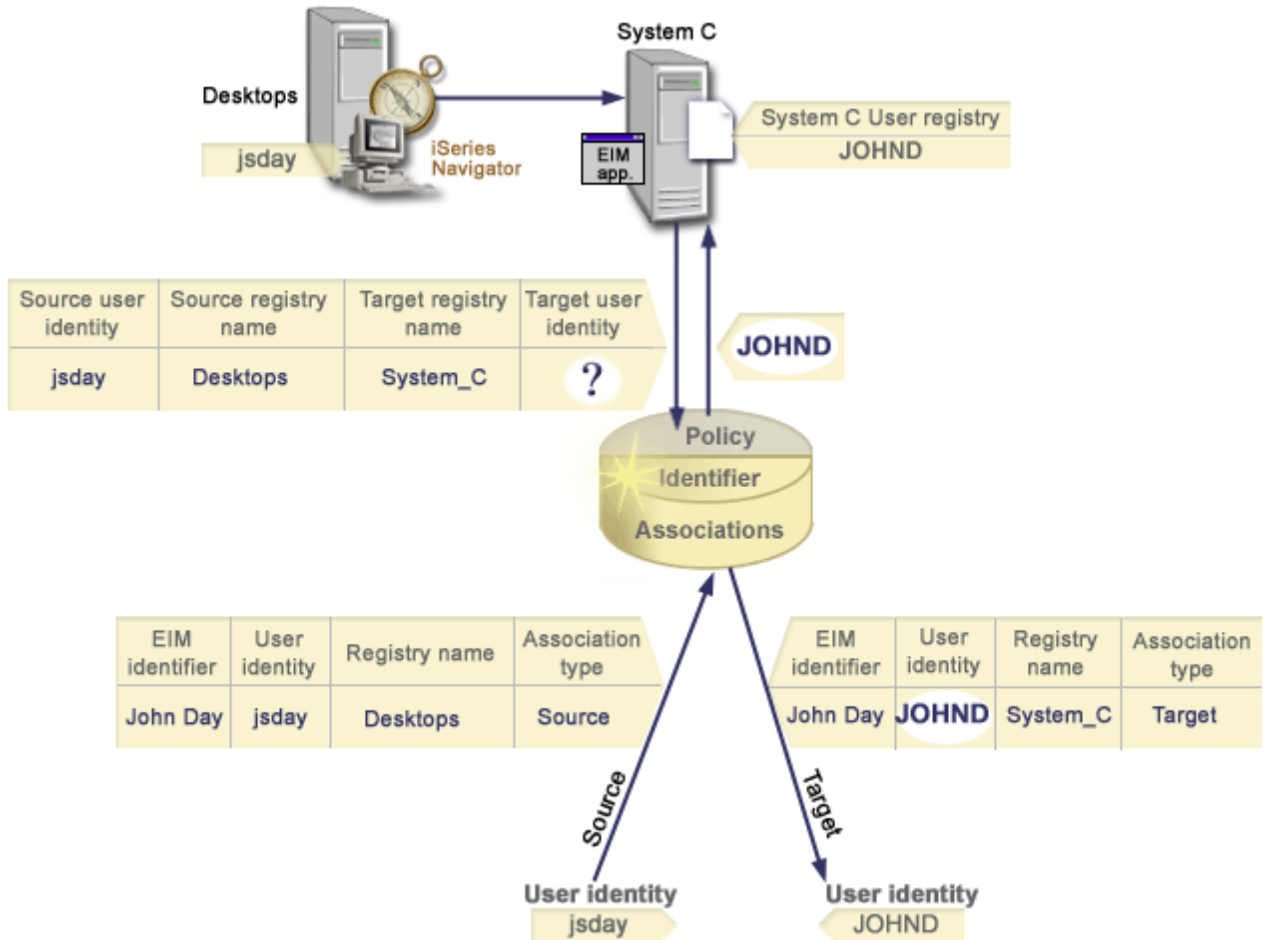 System C
Desktops
jsday
iSeries
Navigator
EIM
app.
System C User registry
JOHND
Source user
identity
Source registry
name
Target registry
name
Target user
identity
jsday
Desktops
System_C
?
JOHND
Policy
Identifier
Associations
EIM
identifier
User
identity
Registry name
Association
type
John Day
jsday
Desktops
Source
EIM
identifier
User
identity
Registry
name
Association
type
John Day
JOHND
System_C
Target
Source
Target
User identity
jsday
User identity
JOHND